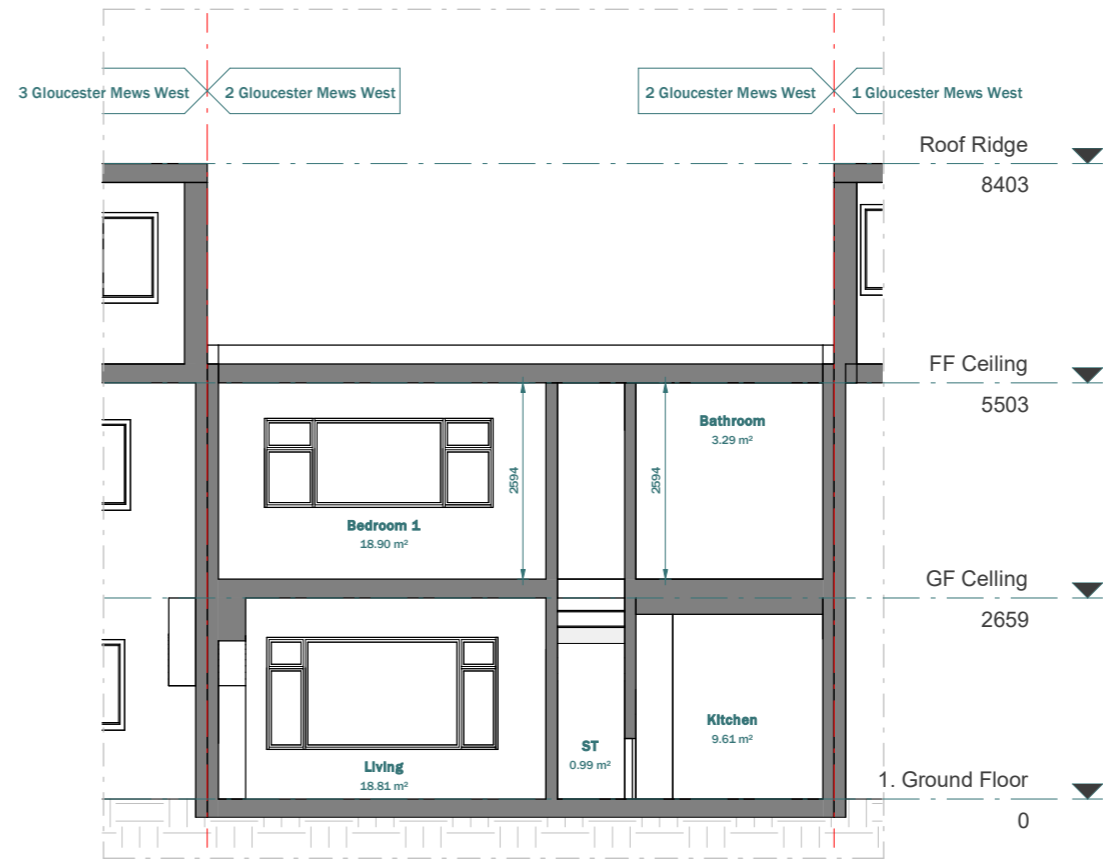 3 Gloucester Mews West
2 Gloucester Mews West
2 Gloucester Mews West
1 Gloucester Mews West
Roof Ridge
8403
FF Ceiling
5503
Bathroom
3.29 m²
2594
2594
Bedroom 1
18.90 m²
GF Celling
2659
Kitchen
9.61 m²
ST
0.99 m²
Living
18.81 m²
1. Ground Floor
0